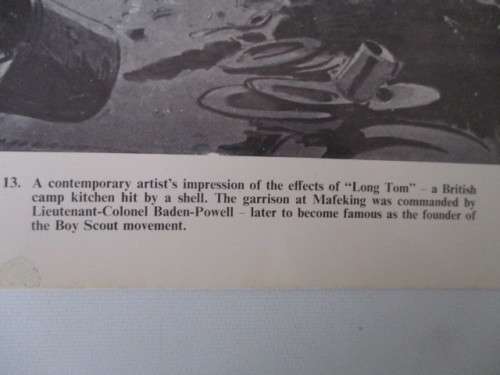 13. A contemporary artist's impression of the effects of "Long Tom" – a British
camp kitchen hit by a shell. The garrison at Mafeking was commanded by
Lieutenant-Colonel Baden-Powell – later to become famous as the founder of
the Boy Scout movement.